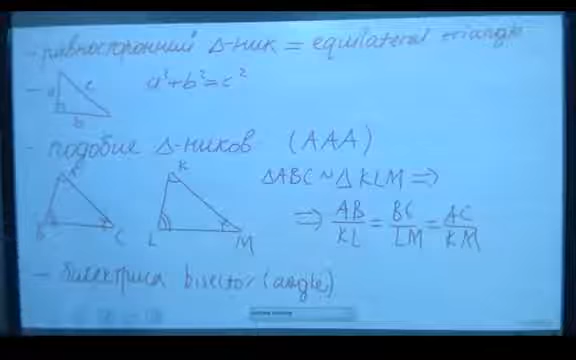 - равносторонний Δ-ник = equilateral triangle
- a c b a²+b²=c²
- подобие Δ-ников (AAA)
K
ΔABC ~ ΔKLM ⇒
⇒ AB/KL = BC/LM = AC/KM
B C L M
- биссектриса bisector (angle)